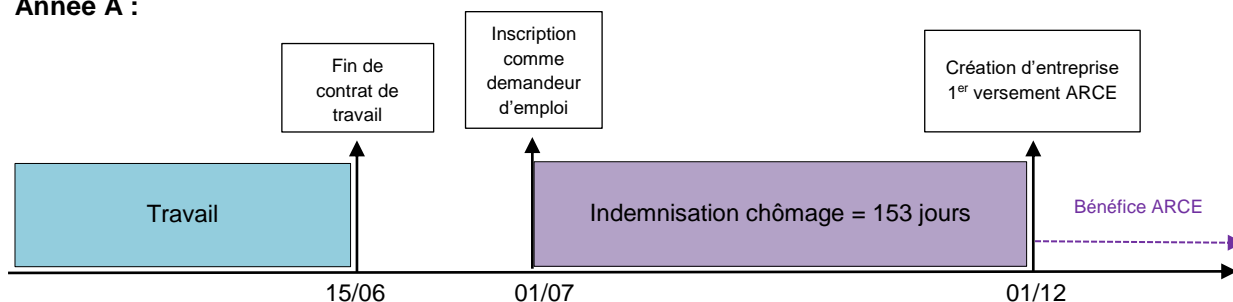 Année A :
Fin de
contrat de
travail
Inscription
comme
demandeur
d'emploi
Création d'entreprise
1er versement ARCE
Travail
Indemnisation chômage = 153 jours
Bénéfice ARCE
15/06
01/07
01/12